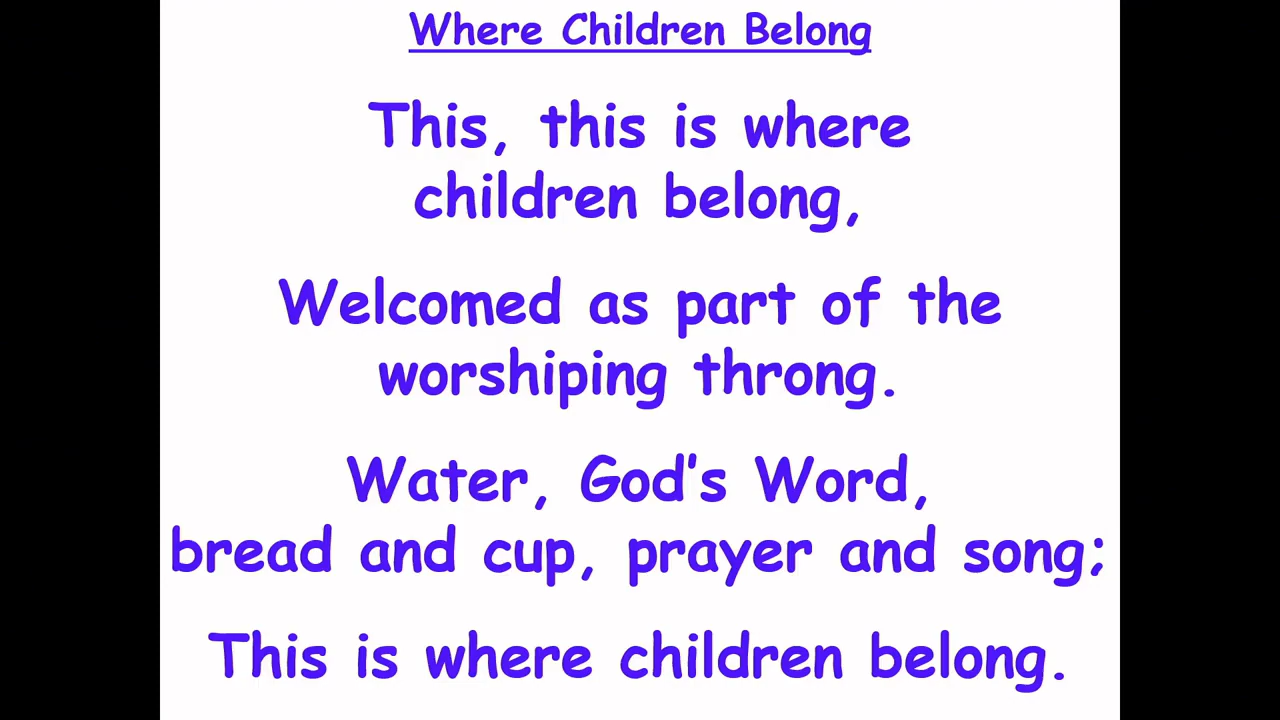 Where Children Belong
This, this is where
children belong,
Welcomed as part of the
worshiping throng.
Water, God's Word,
bread and cup, prayer and song;
This is where children belong.